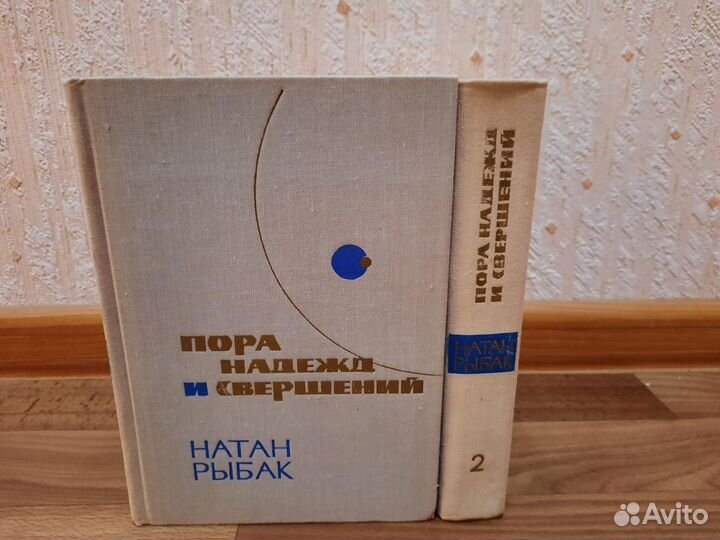 ПОРА
НАДЕЖД
И СВЕРШЕНИЙ
НАТАН
РЫБАК
ПОРА НАДЕЖД
И СВЕРШЕНИЙ
НАТАН
РЫБАК
2
Avito